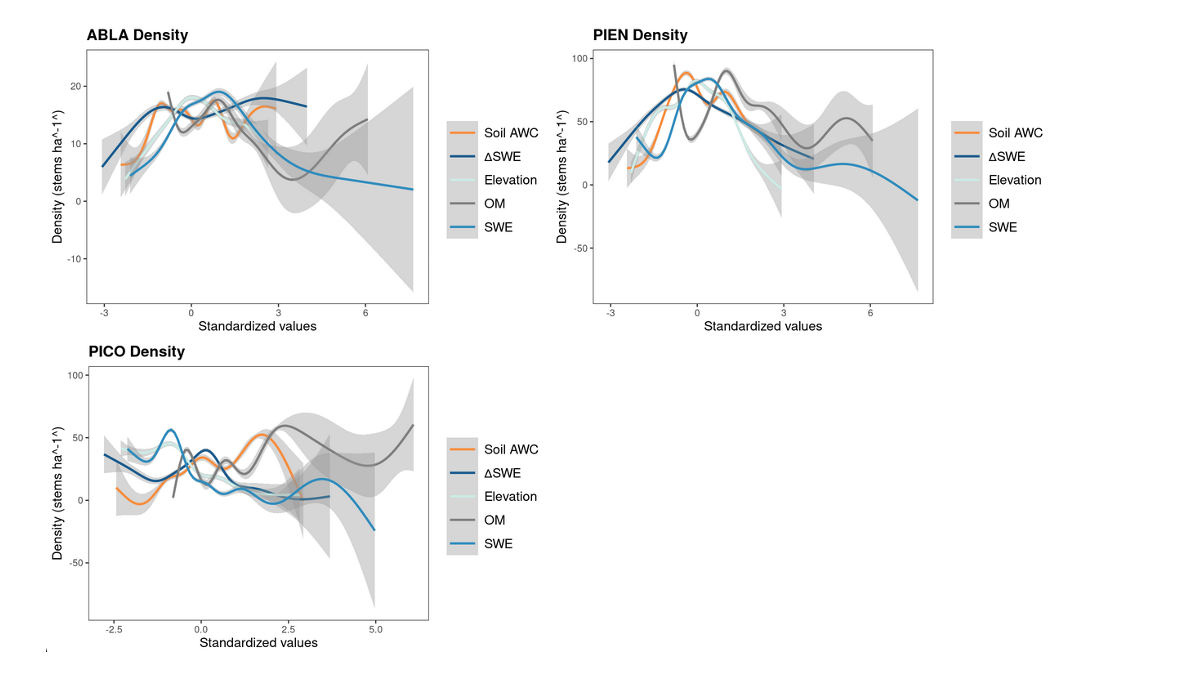 ABLA Density
20
10
0
-10
-3
0
3
6
Density (stems ha^-1^)
Standardized values
Soil AWC
ΔSWE
Elevation
OM
SWE
PIEN Density
100
50
0
-50
-3
0
3
6
Density (stems ha^-1^)
Standardized values
Soil AWC
ΔSWE
Elevation
OM
SWE
PICO Density
100
50
0
-50
-2.5
0.0
2.5
5.0
Density (stems ha^-1^)
Standardized values
Soil AWC
ΔSWE
Elevation
OM
SWE